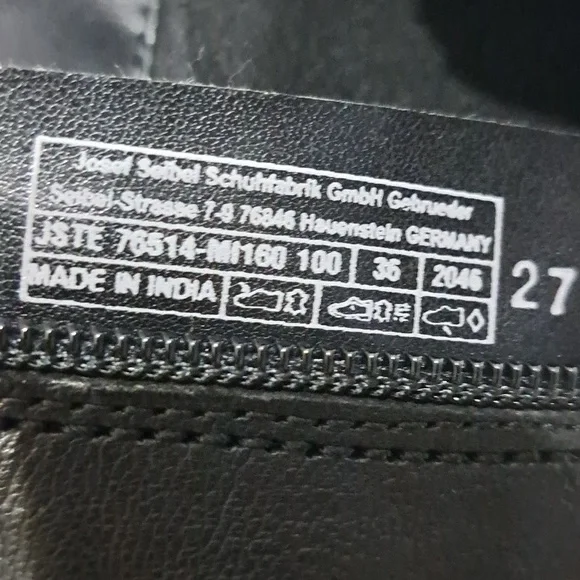 Josef Seibel Schuhfabrik GmbH Gebrueder
Seibel-Strasse 7-9 76846 Hauenstein GERMANY
JSTE 76514-MI160 100 36 2046
MADE IN INDIA
27